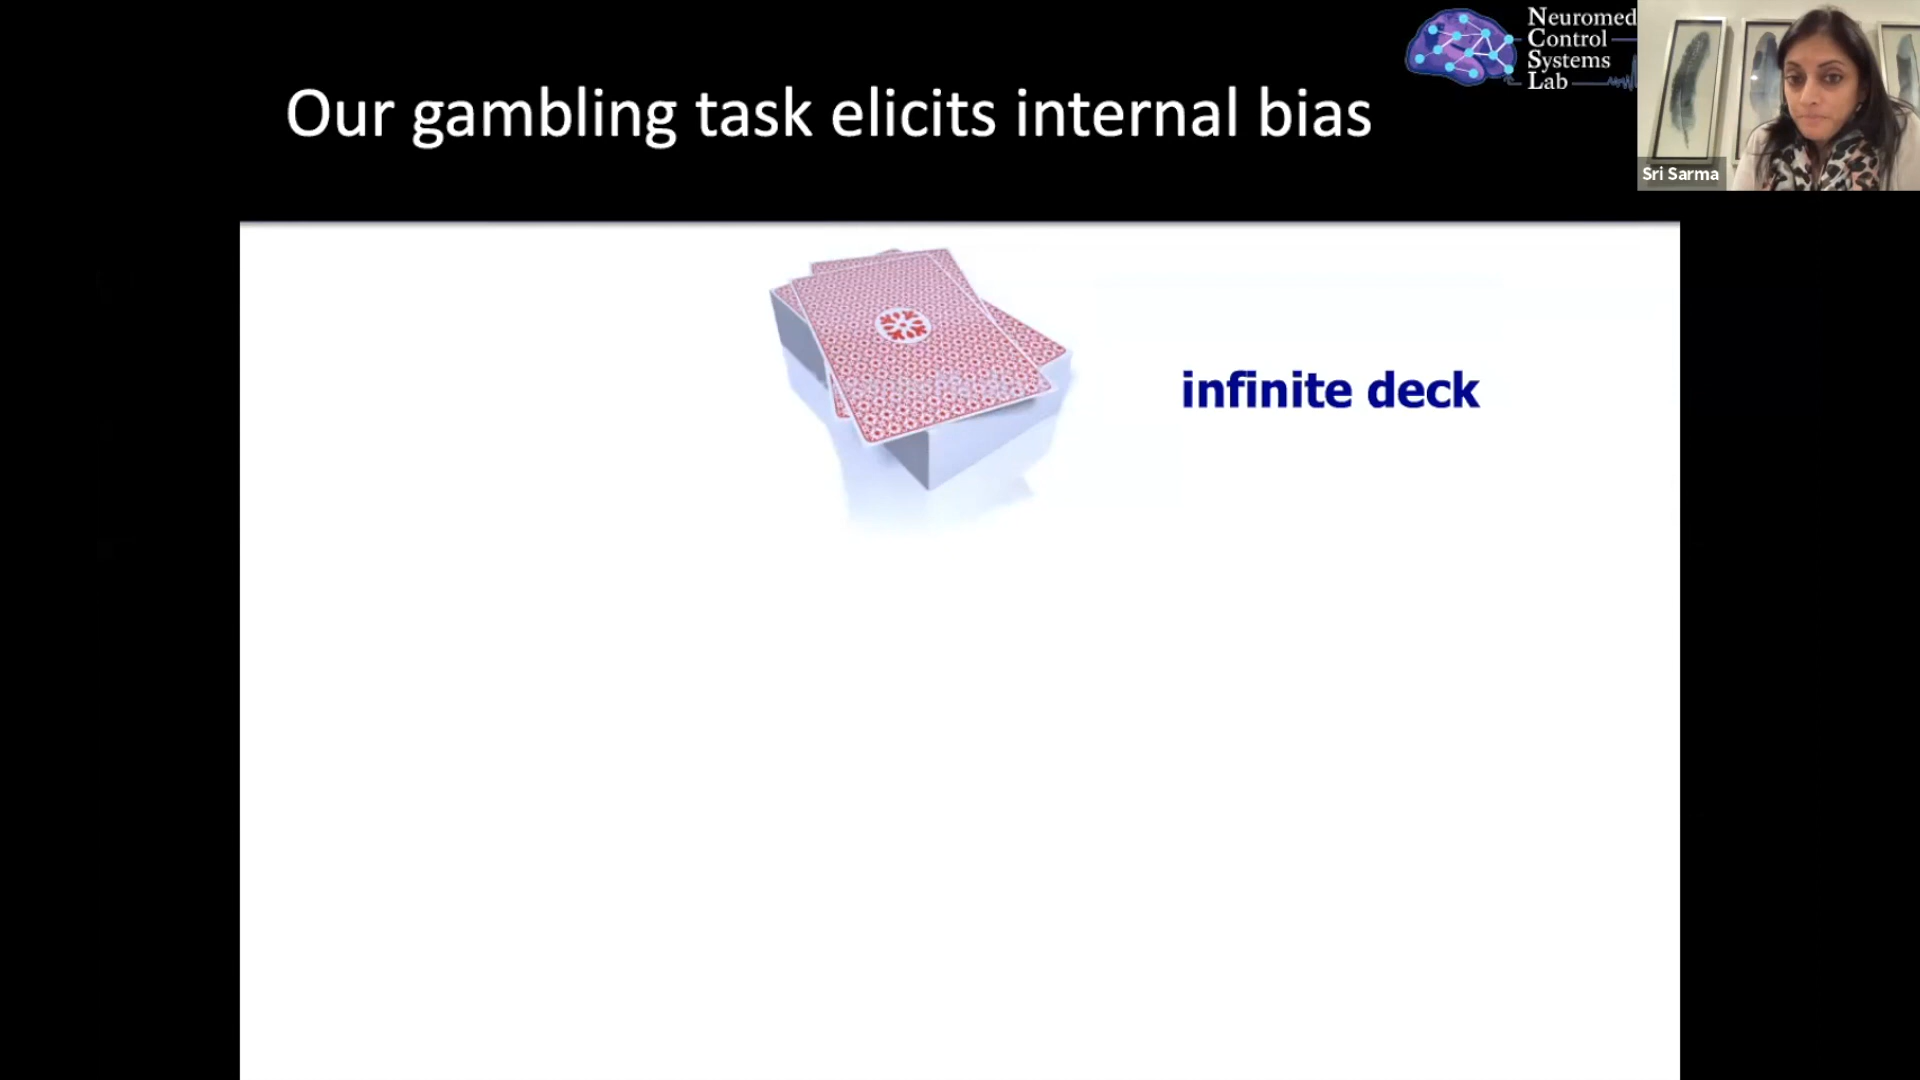 Our gambling task elicits internal bias
Neuromed
Control
Systems
Lab
Sri Sarma
infinite deck